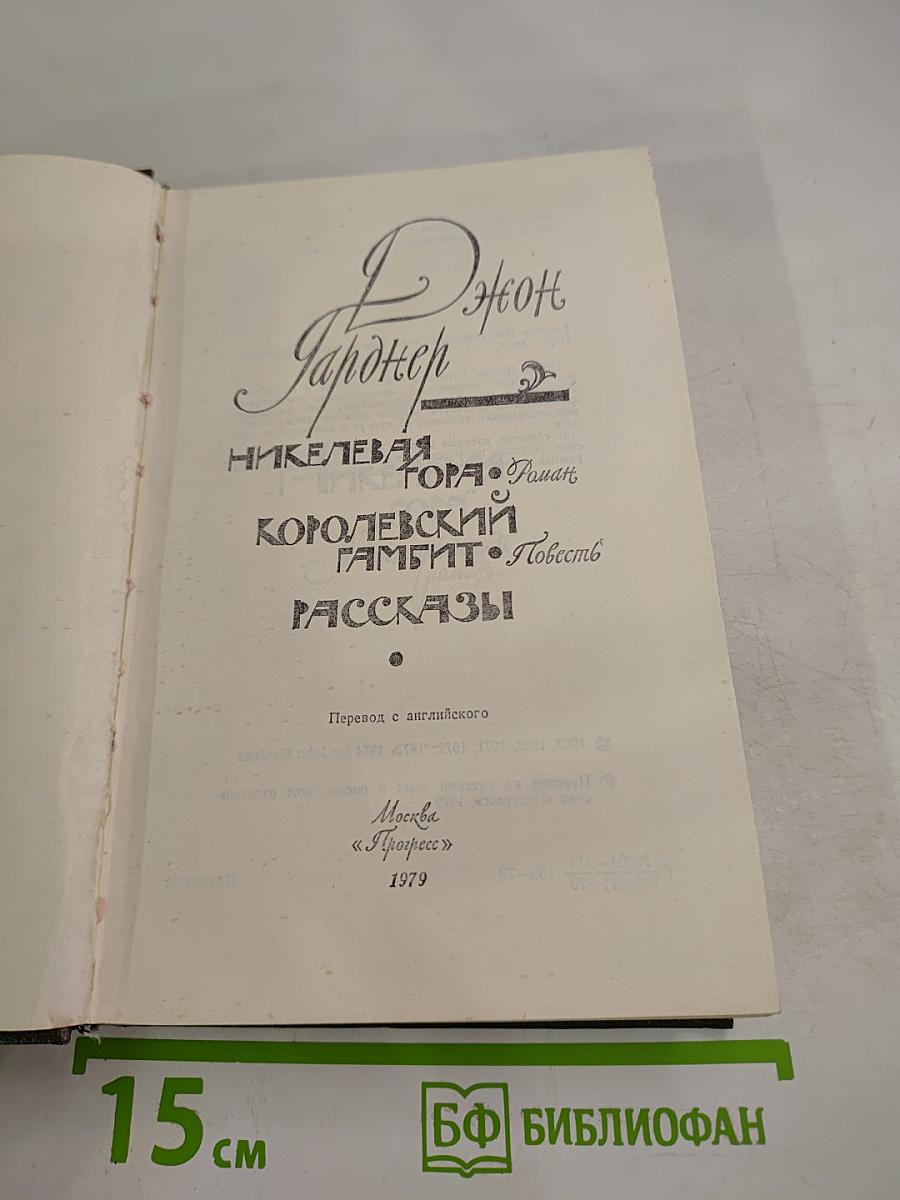 Джон
Гарднер
НИКЕЛЕВАЯ
ГОРА • Роман
КОРОЛЕВСКИЙ
ГАМБИТ • Повесть
РАССКАЗЫ
Перевод с английского
Москва
«Прогресс»
1979
15 см
БФ БИБЛИОФАН